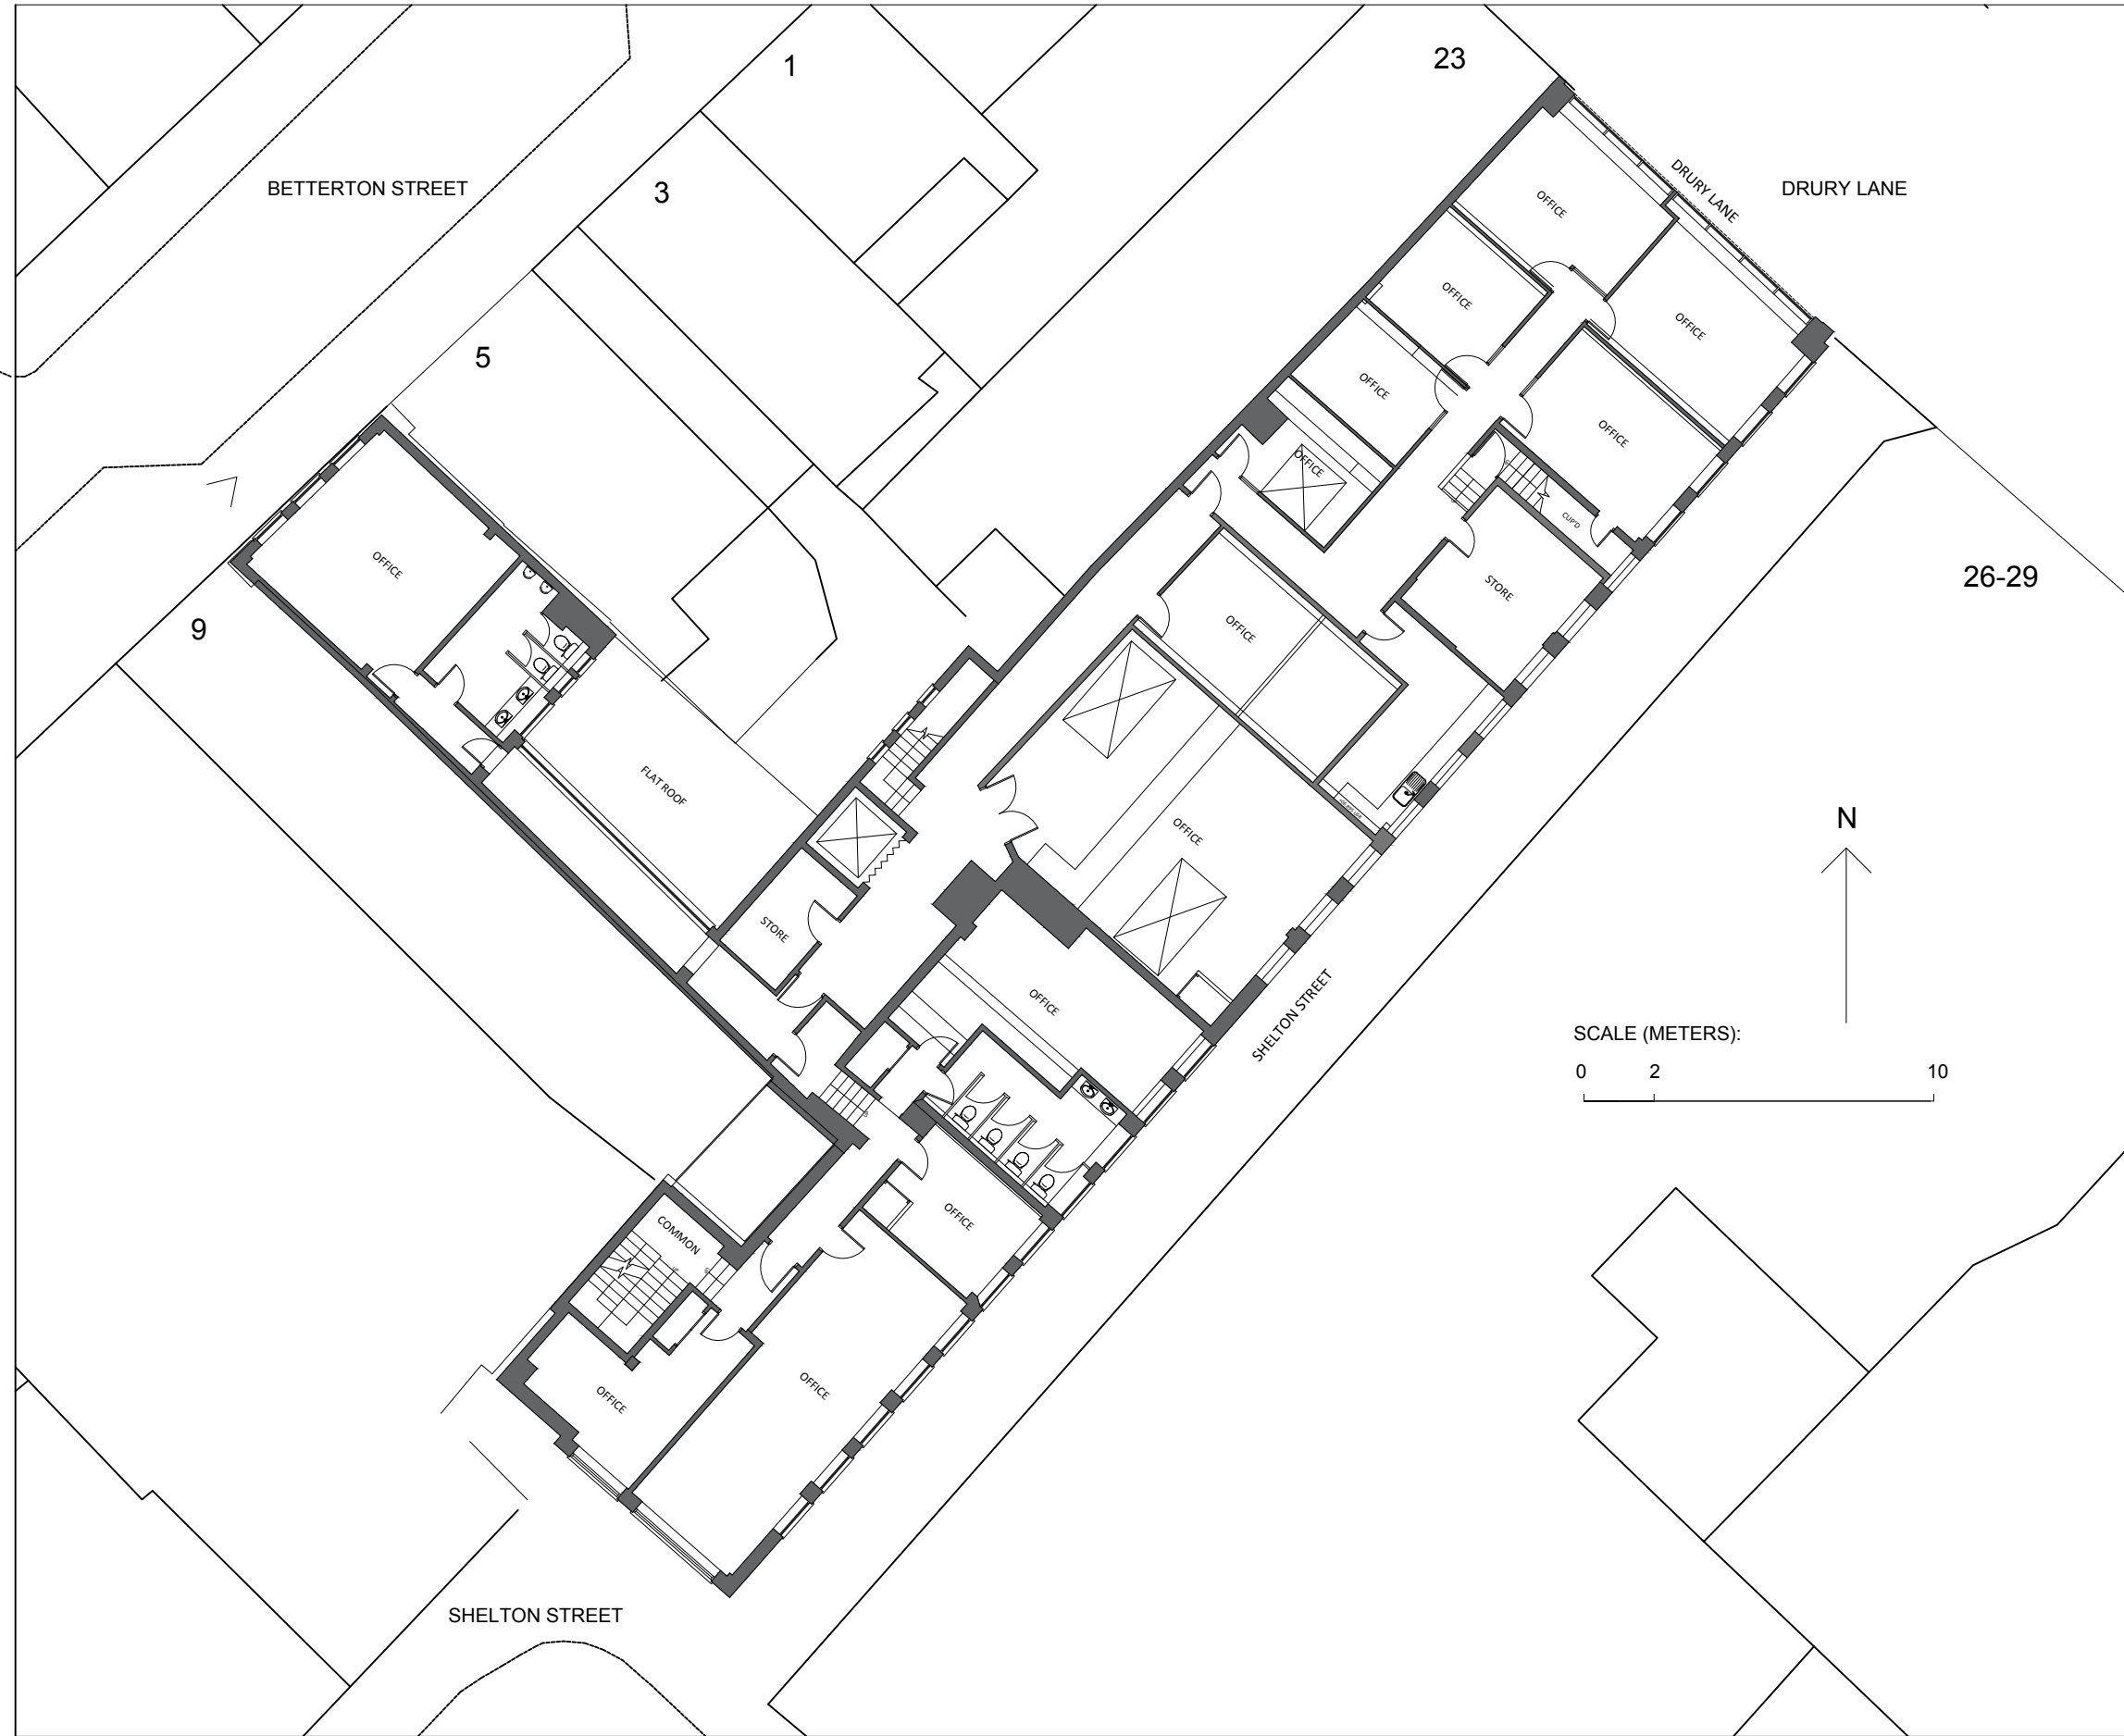 1
23
3
BETTERTON STREET
DRURY LANE
DRURY LANE
OFFICE
OFFICE
OFFICE
5
OFFICE
OFFICE
OFFICE
CUP'D
OFFICE
26-29
STORE
9
OFFICE
FLAT ROOF
OFFICE
N
STORE
OFFICE
SHELTON STREET
SCALE (METERS):
0 2 10
OFFICE
COMMON
OFFICE
OFFICE
SHELTON STREET